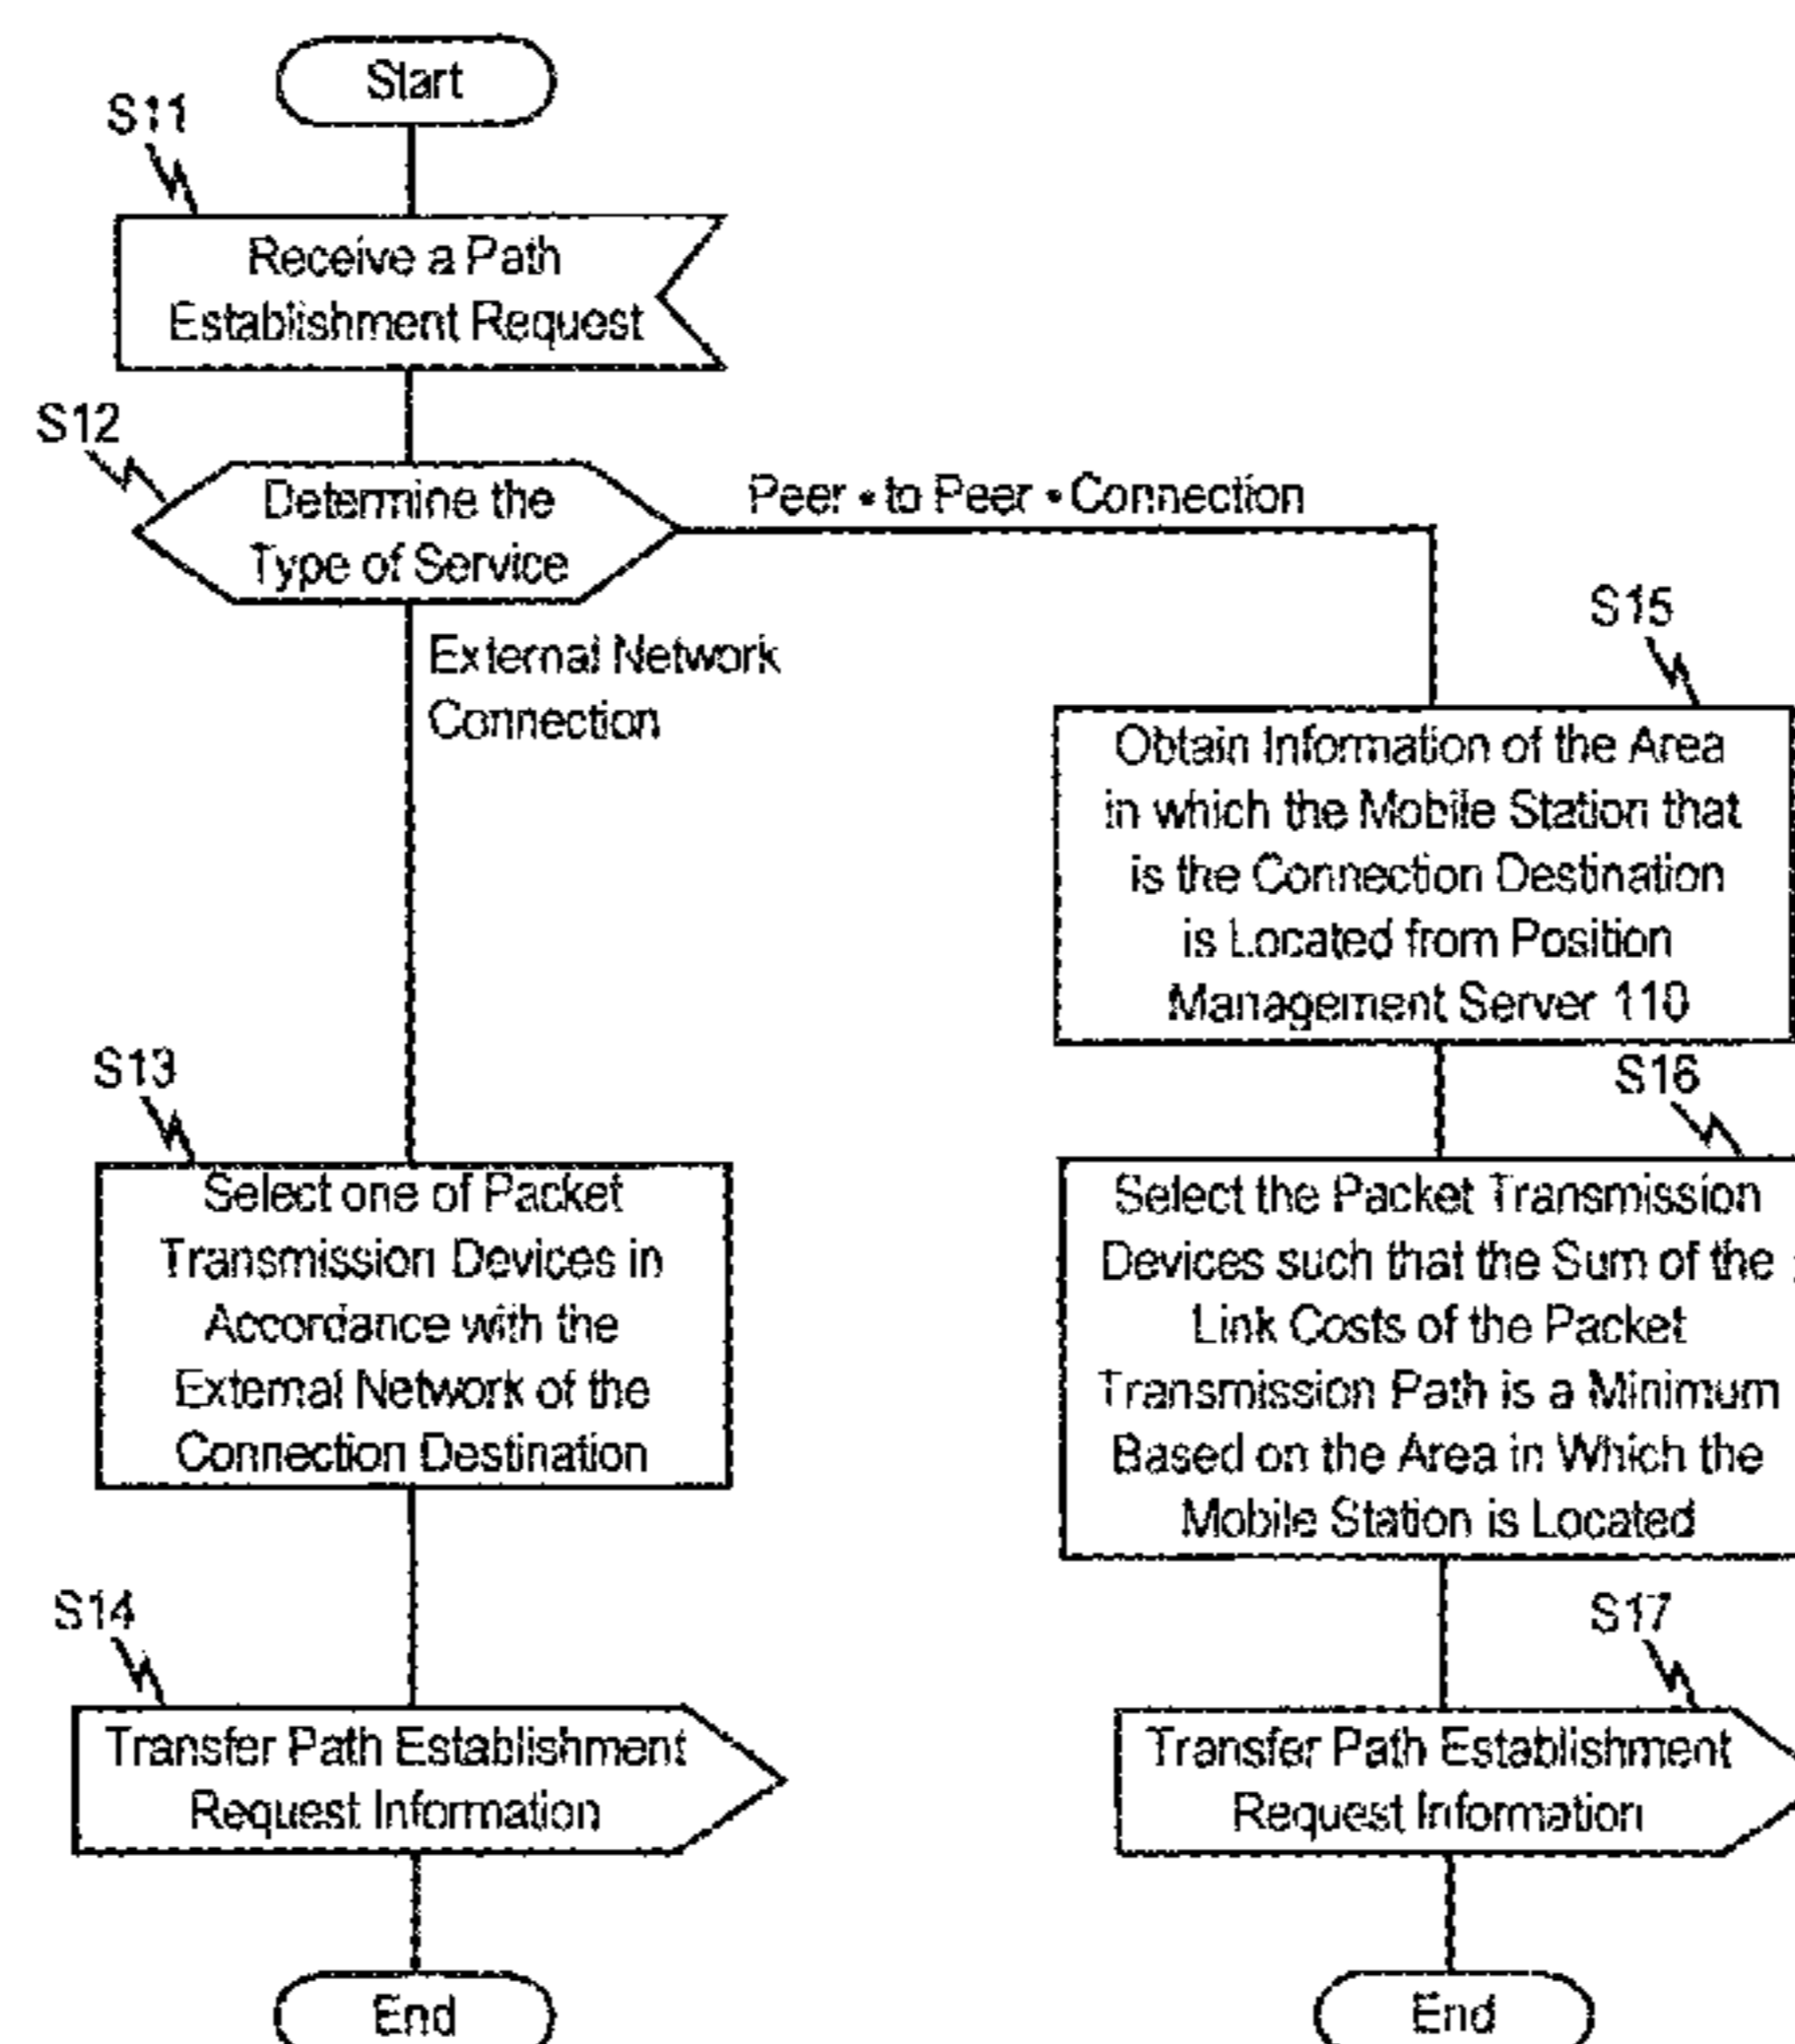 Start
S11
Receive a Path
Establishment Request
S12
Determine the
Type of Service
Peer • to Peer • Connection
External Network
Connection
S15
Obtain Information of the Area
in which the Mobile Station that
is the Connection Destination
is Located from Position
Management Server 110
S13
Select one of Packet
Transmission Devices in
Accordance with the
External Network of the
Connection Destination
S16
Select the Packet Transmission
Devices such that the Sum of the
Link Costs of the Packet
Transmission Path is a Minimum
Based on the Area in Which the
Mobile Station is Located
S14
Transfer Path Establishment
Request Information
S17
Transfer Path Establishment
Request Information
End
End